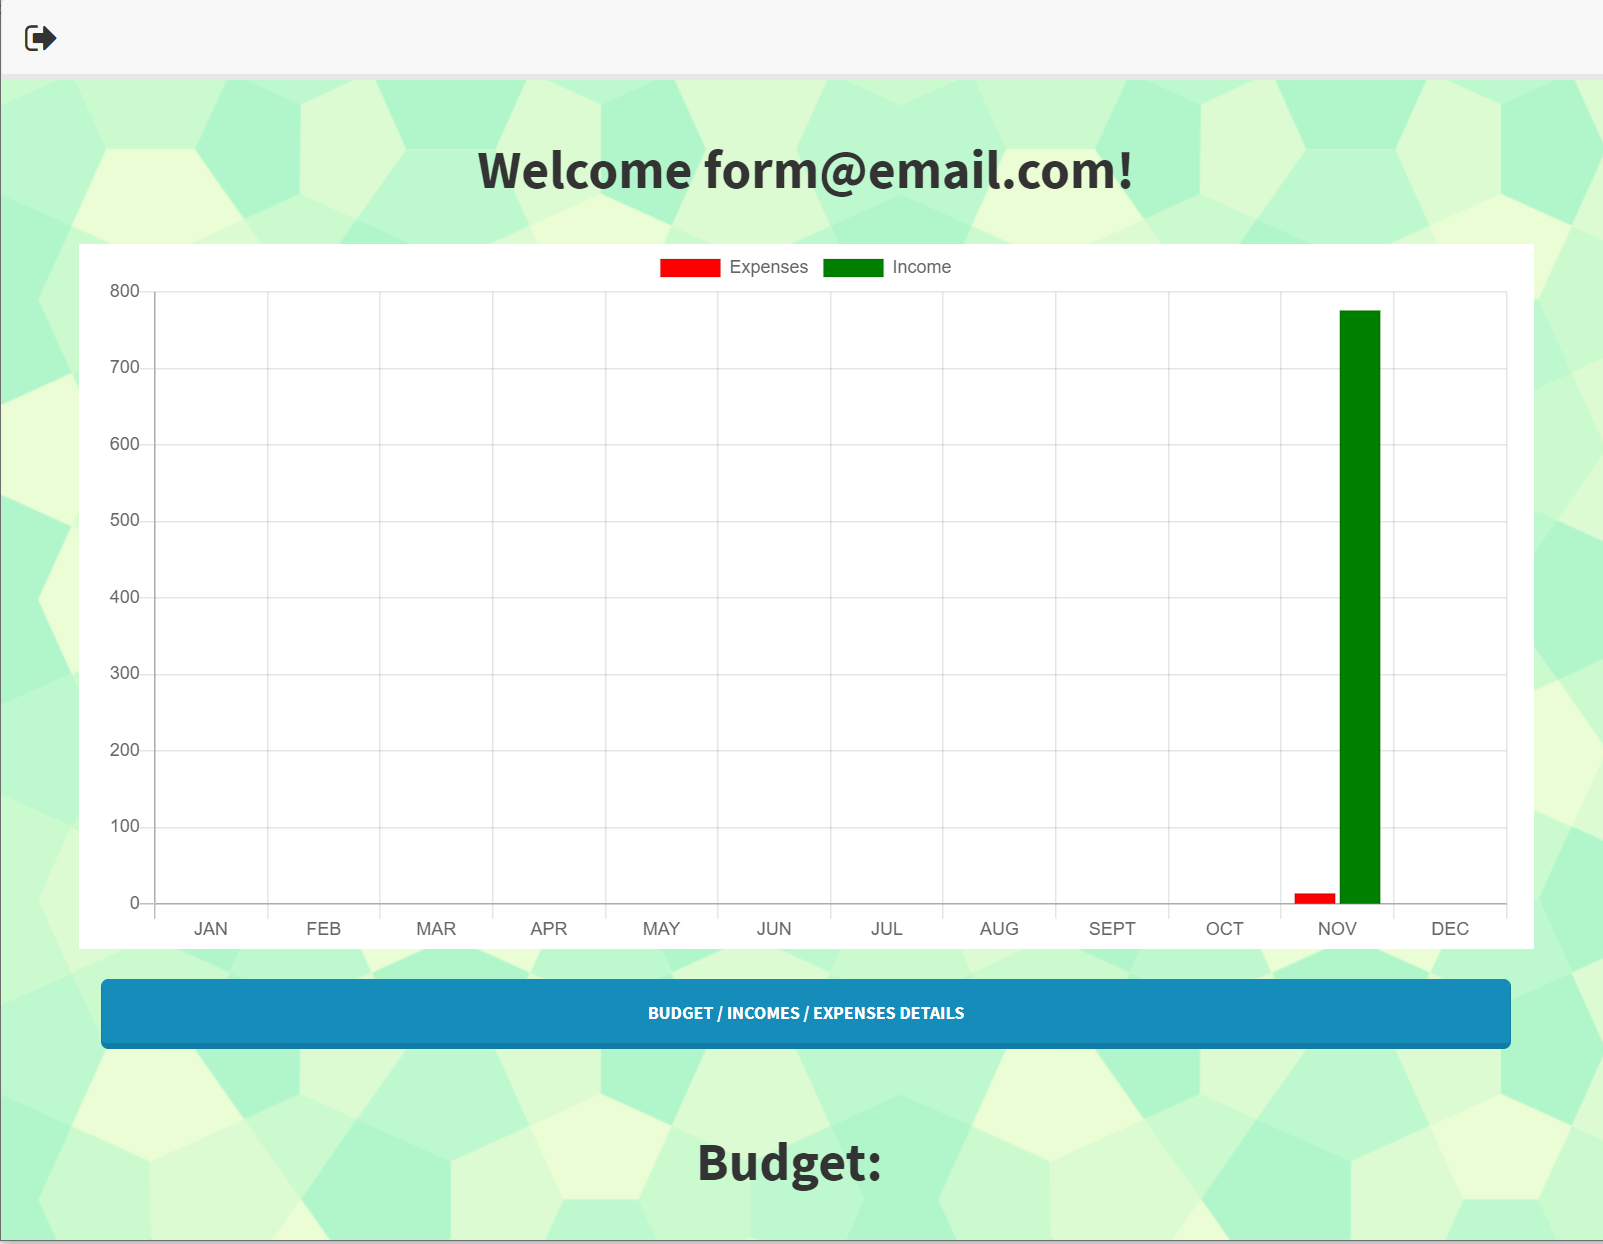 Welcome form@email.com!
Expenses Income
800
700
600
500
400
300
200
100
0
JAN FEB MAR APR MAY JUN JUL AUG SEPT OCT NOV DEC
BUDGET / INCOMES / EXPENSES DETAILS
Budget: